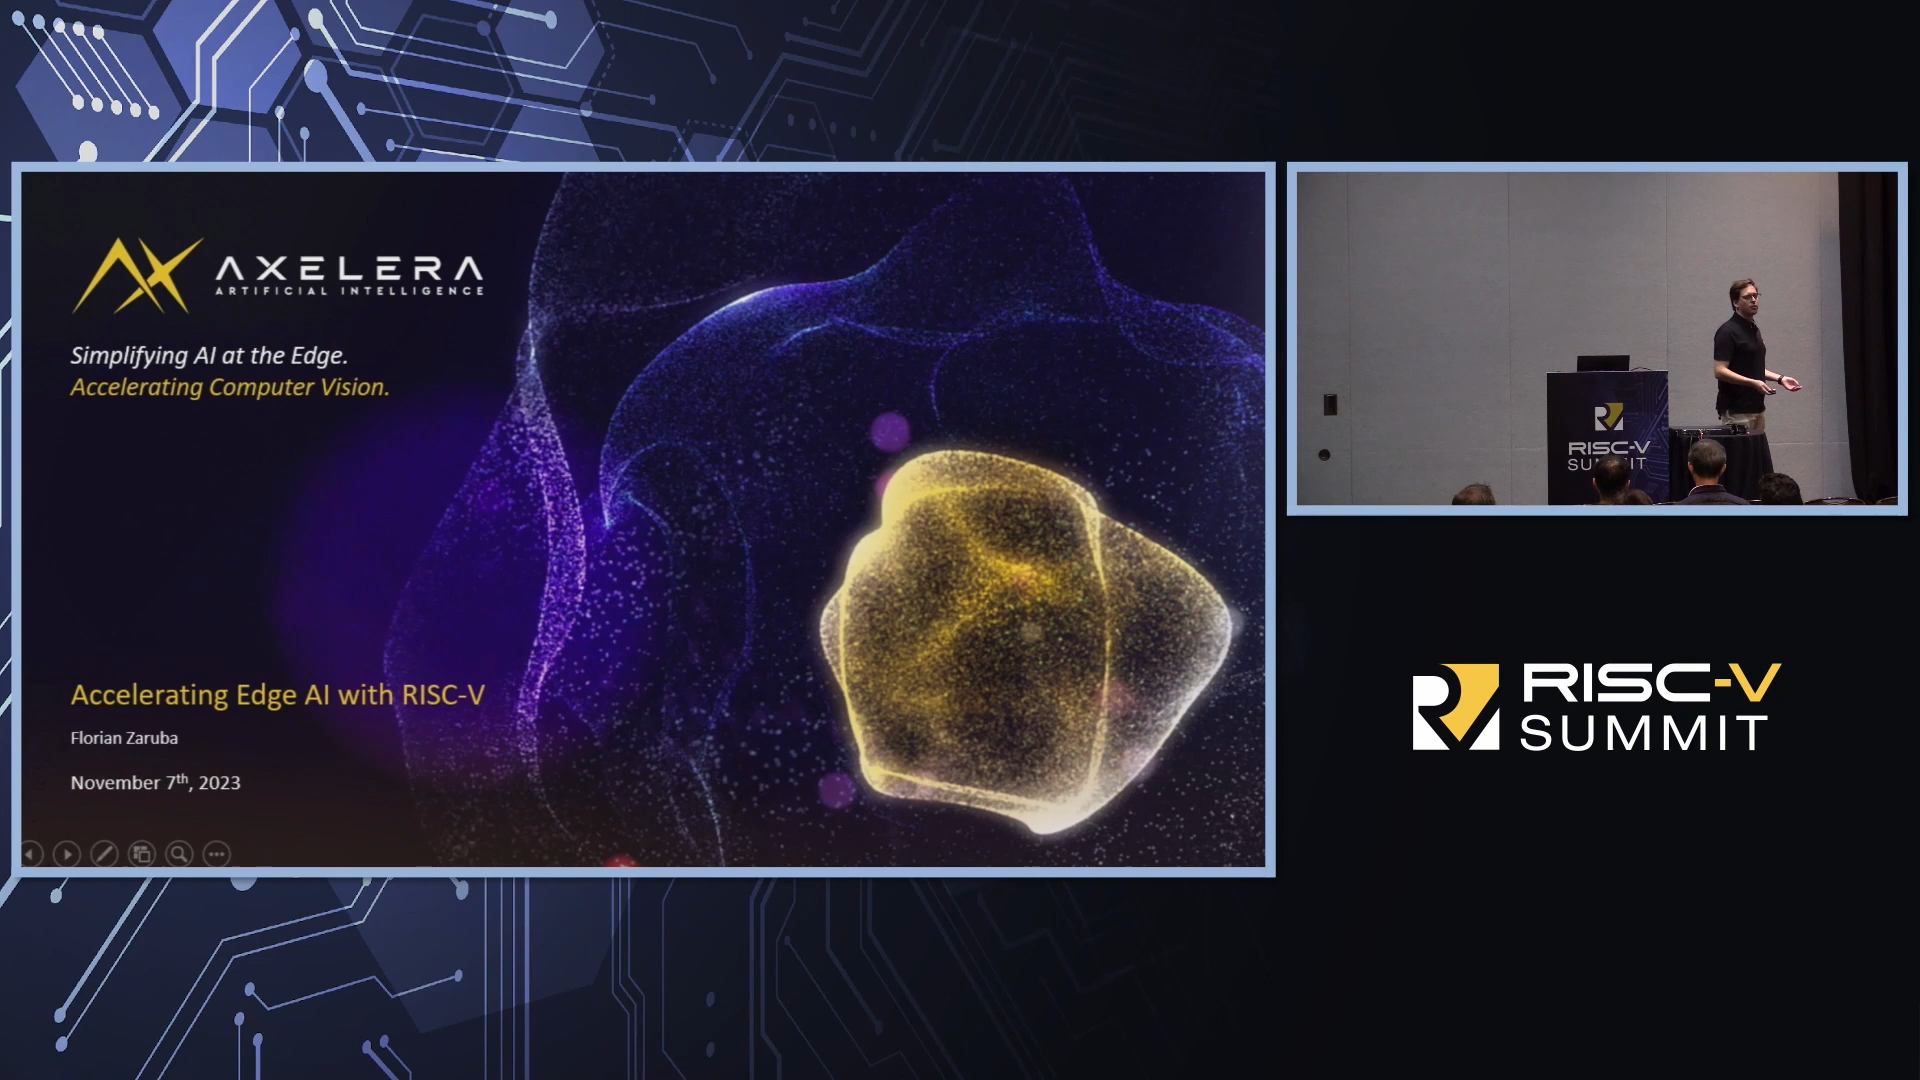 AXELERA
ARTIFICIAL INTELLIGENCE
Simplifying AI at the Edge.
Accelerating Computer Vision.
Accelerating Edge AI with RISC-V
Florian Zaruba
November 7th, 2023
RISC-V
SUMMIT
RISC-V
SUMMIT